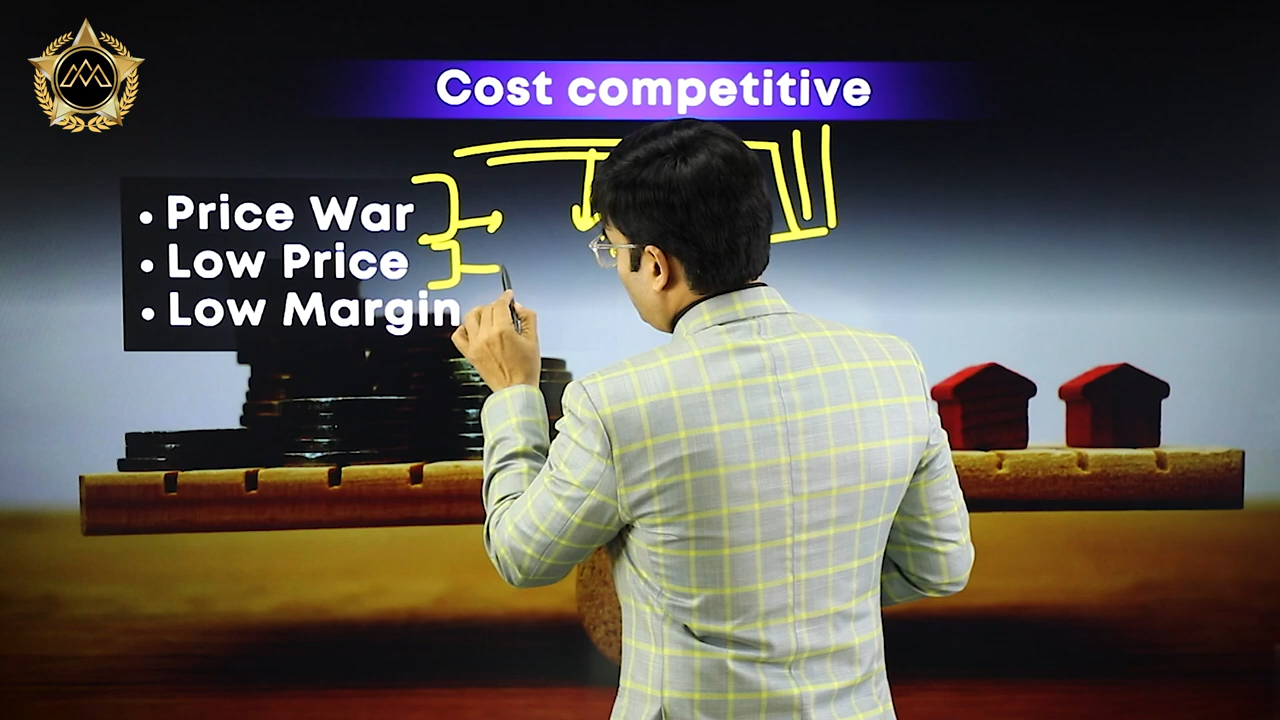 Cost competitive
• Price War
• Low Price
• Low Margin